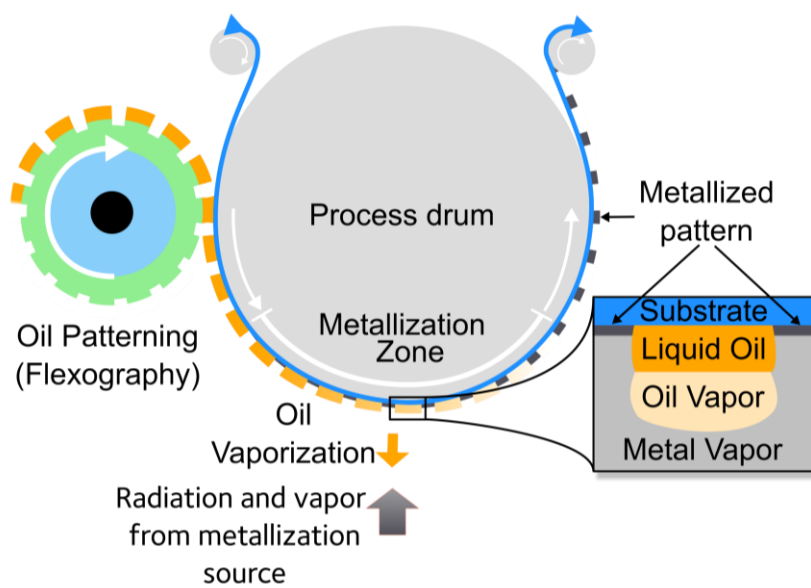 Process drum
Metallized
pattern
Oil Patterning
(Flexography)
Metallization
Zone
Substrate
Liquid Oil
Oil Vapor
Metal Vapor
Oil
Vaporization
Radiation and vapor
from metallization
source